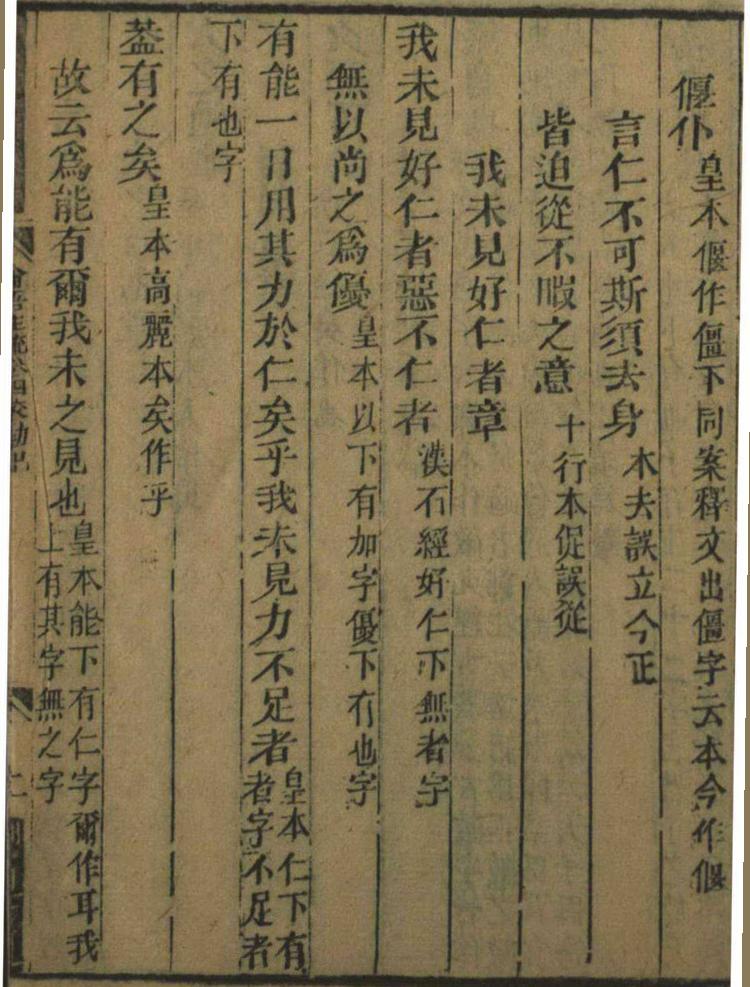 偃仆皇本偃作僵下同案釋文出僵字云本今作偃
言仁不可斯須去身本去誤立今正
皆迫從不暇之意十行本促誤從
我未見好仁者章
我未見好仁者惡不仁者漢石經好仁下無者字
無以尚之爲優皇本以下有加字優下有也字
有能一日用其力於仁矣乎我未見力不足者皇本仁下有者字不足者
下有也字
葢有之矣皇本高麗本矣作乎
故云爲能有爾我未之見也皇本能下有仁字爾作耳我上有其字無之字